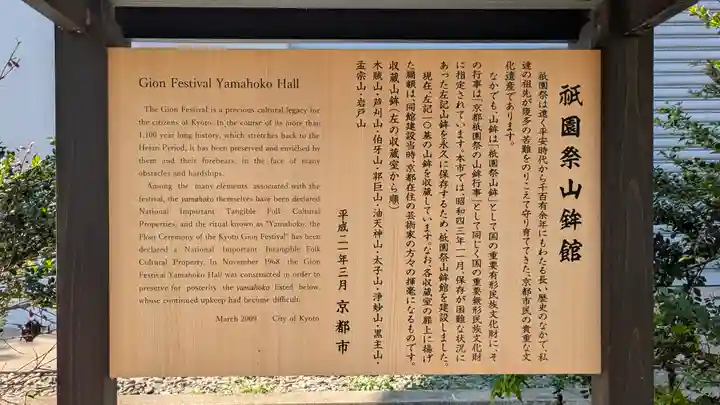 Gion Festival Yamahoko Hall
The Gion Festival is a precious cultural legacy for
the citizens of Kyoto. In the course of its more than
1,100 year long history, which stretches back to the
Heian Period, it has been preserved and enriched by
them and their forebears, in the face of many
obstacles and hardships.
Among the many elements associated with the
festival, the yamahoko themselves have been declared
National Important Tangible Folk Cultural
Properties, and the ritual known as "Yamahoko, the
Float Ceremony of the Kyoto Gion Festival" has been
declared a National Important Intangible Folk
Cultural Property. In November 1968, the Gion
Festival Yamahoko Hall was constructed in order to
preserve for posterity the yamahoko listed below,
whose continued upkeep had become difficult.
March 2009 City of Kyoto
祇園祭山鉾館
祇園祭は遠く平安時代から千百有余年にもわたる長い歴史のなかで、私
達の祖先が幾多の苦難をのりこえて守り育ててきた、京都市民の貴重な文
化遺産であります。
なかでも、山鉾は「祇園祭山鉾」として国の重要有形民俗文化財に、そ
の行事は「京都祇園祭の山鉾行事」として同じく国の重要無形民俗文化財
に指定されています。本市では、昭和四三年一一月、保存が困難な状況に
あった左記山鉾を永久に保存するため、祇園祭山鉾館を建設しました。
現在、左記一〇基の山鉾を収蔵しています。なお、各収蔵室の扉上に掲げ
た扁額は、同館建設当時、京都在住の芸術家の方々の揮毫になるものです。
収蔵山鉾（左の収蔵室から順）
木賊山・芦刈山・伯牙山・郭巨山・油天神山・太子山・浄妙山・黒主山・
孟宗山・岩戸山
平成二一年三月 京都市